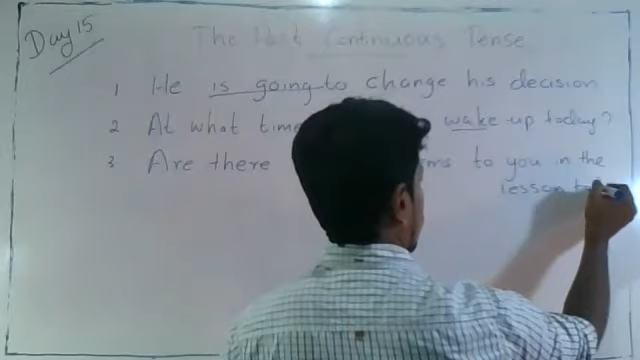 Day 15
The Past Continuous Tense
1 He is going to change his decision
2 At what time wake up today?
3 Are there to you in the
lesson